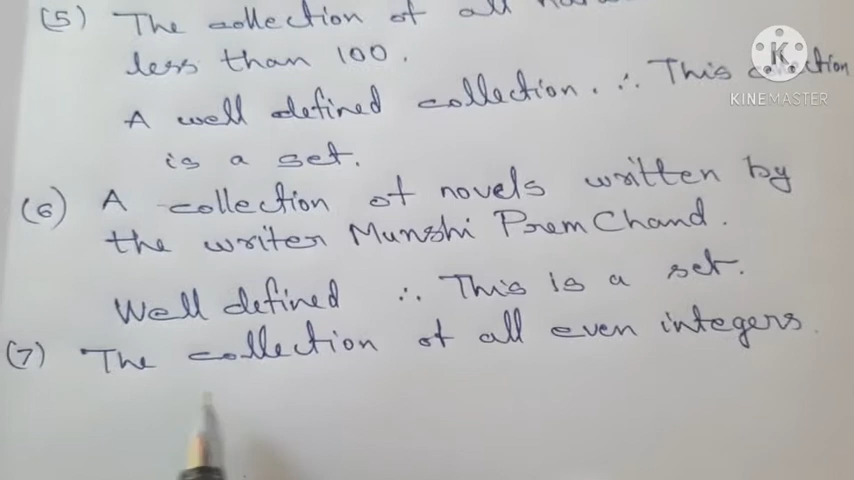 (5) The collection of all
less than 100.
A well defined collection. ∴ This
is a set.
(6) A collection of novels written by
the writer Munshi Prem Chand.
Well defined ∴ This is a set.
(7) The collection of all even integers.
K
KINEMASTER